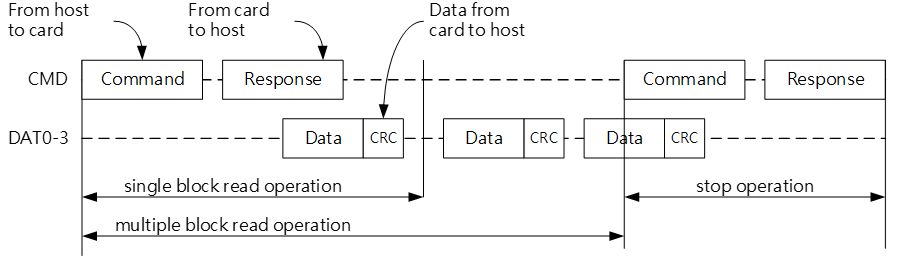 From host
to card
From card
to host
Data from
card to host
CMD
Command
Response
Command
Response
DAT0-3
Data
CRC
Data
CRC
Data
CRC
single block read operation
stop operation
multiple block read operation